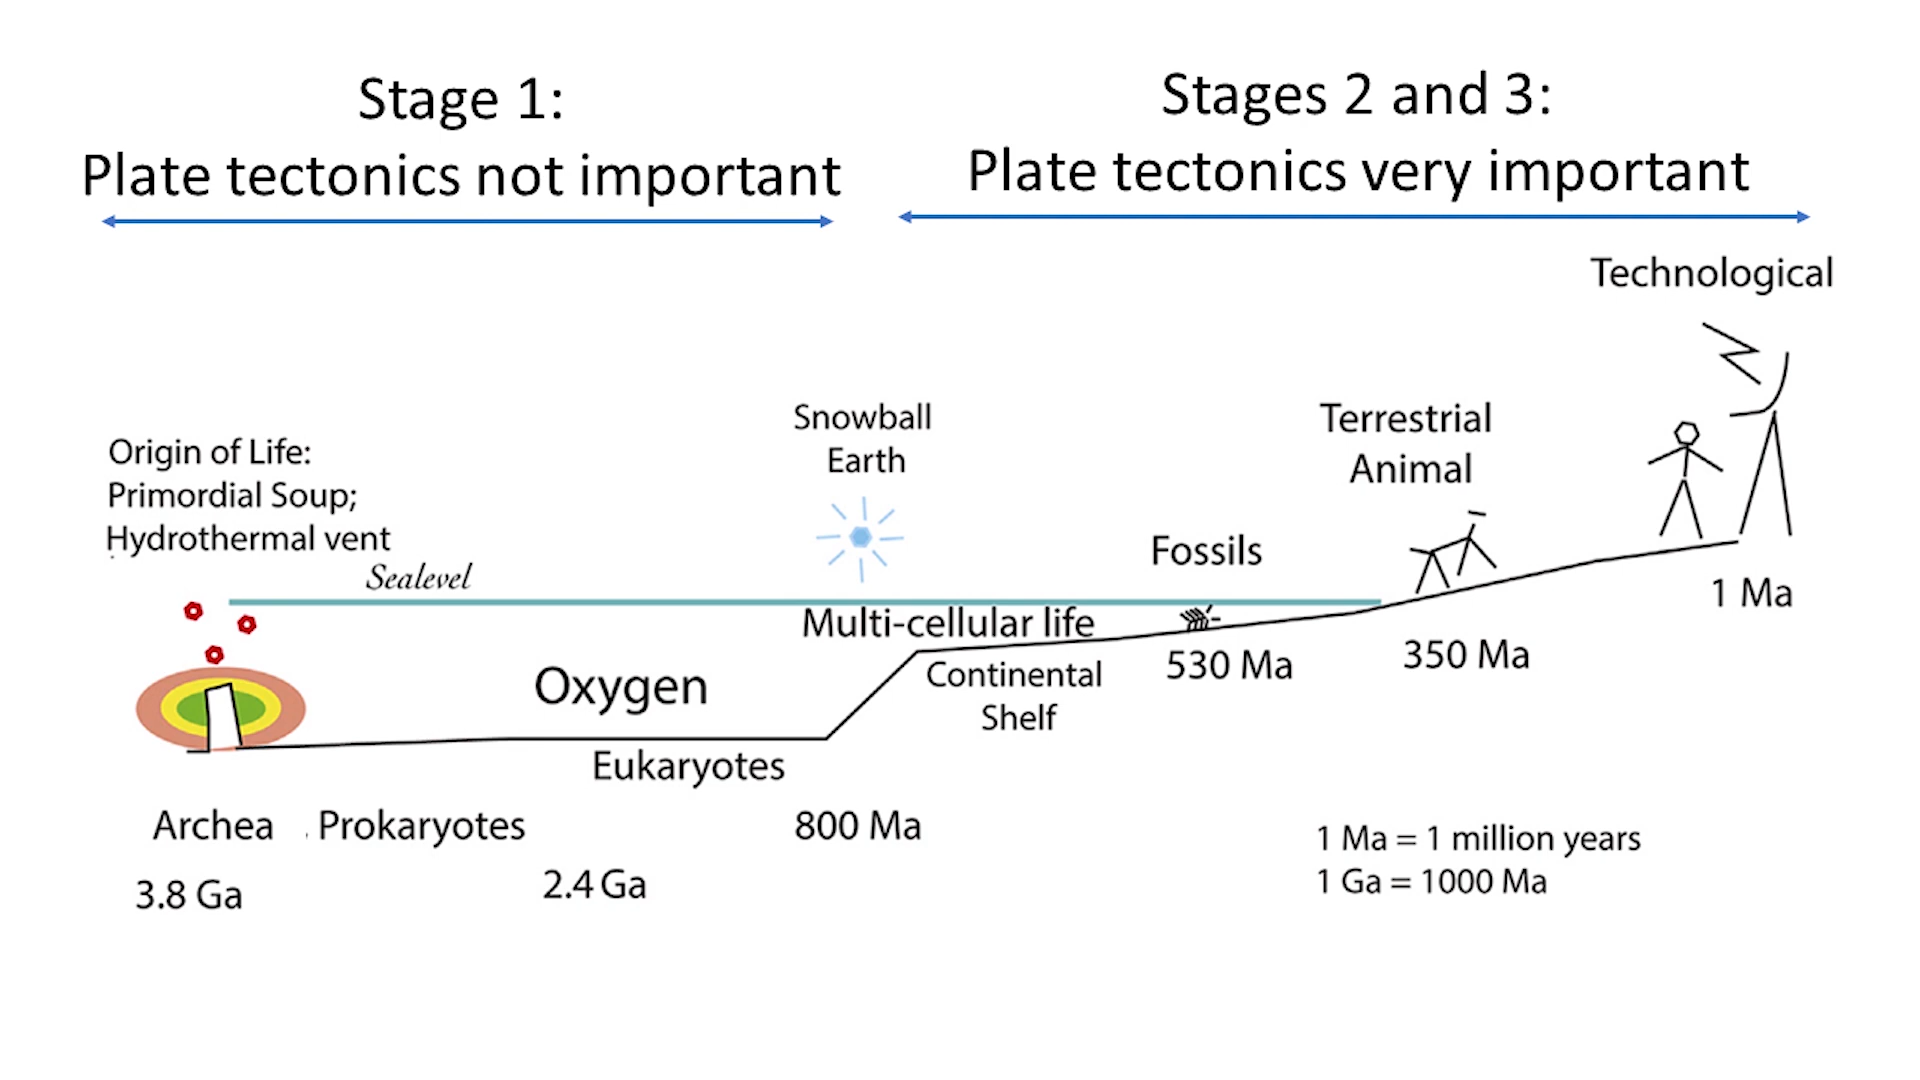 Stage 1:
Plate tectonics not important
Stages 2 and 3:
Plate tectonics very important
Technological
Snowball
Earth
Terrestrial
Animal
Origin of Life:
Primordial Soup;
Hydrothermal vent
Sealevel
Fossils
1 Ma
Multi-cellular life
Oxygen
Continental
Shelf
530 Ma
350 Ma
Eukaryotes
Archea
Prokaryotes
800 Ma
3.8 Ga
2.4 Ga
1 Ma = 1 million years
1 Ga = 1000 Ma